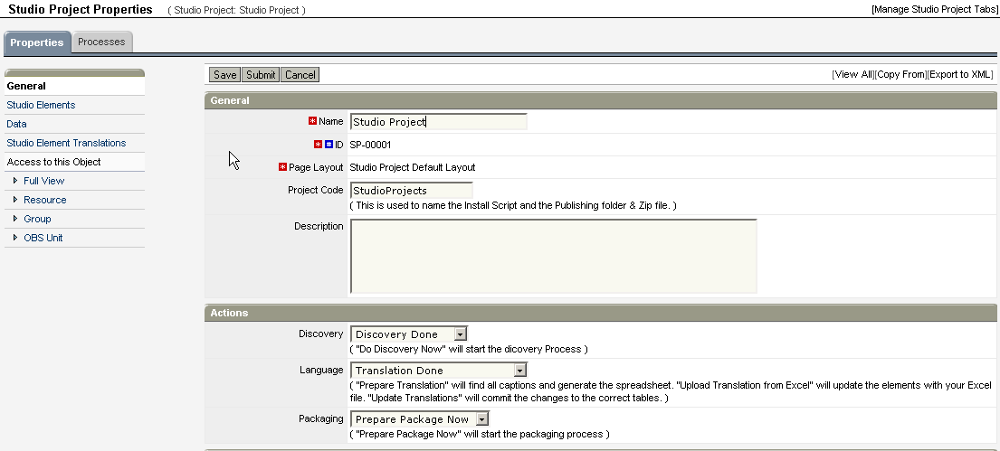 Studio Project Properties ( Studio Project: Studio Project ) [Manage Studio Project Tabs]
Properties Processes
General
Studio Elements
Data
Studio Element Translations
Access to this Object
Full View
Resource
Group
OBS Unit
Save Submit Cancel [View All][Copy From][Export to XML]
General
Name Studio Project
ID SP-00001
Page Layout Studio Project Default Layout
Project Code StudioProjects
( This is used to name the Install Script and the Publishing folder & Zip file. )
Description
Actions
Discovery Discovery Done
( "Do Discovery Now" will start the dicovery Process )
Language Translation Done
( "Prepare Translation" will find all captions and generate the spreadsheet. "Upload Translation from Excel" will update the elements with your Excel
file. "Update Translations" will commit the changes to the correct tables. )
Packaging Prepare Package Now
( "Prepare Package Now" will start the packaging process )